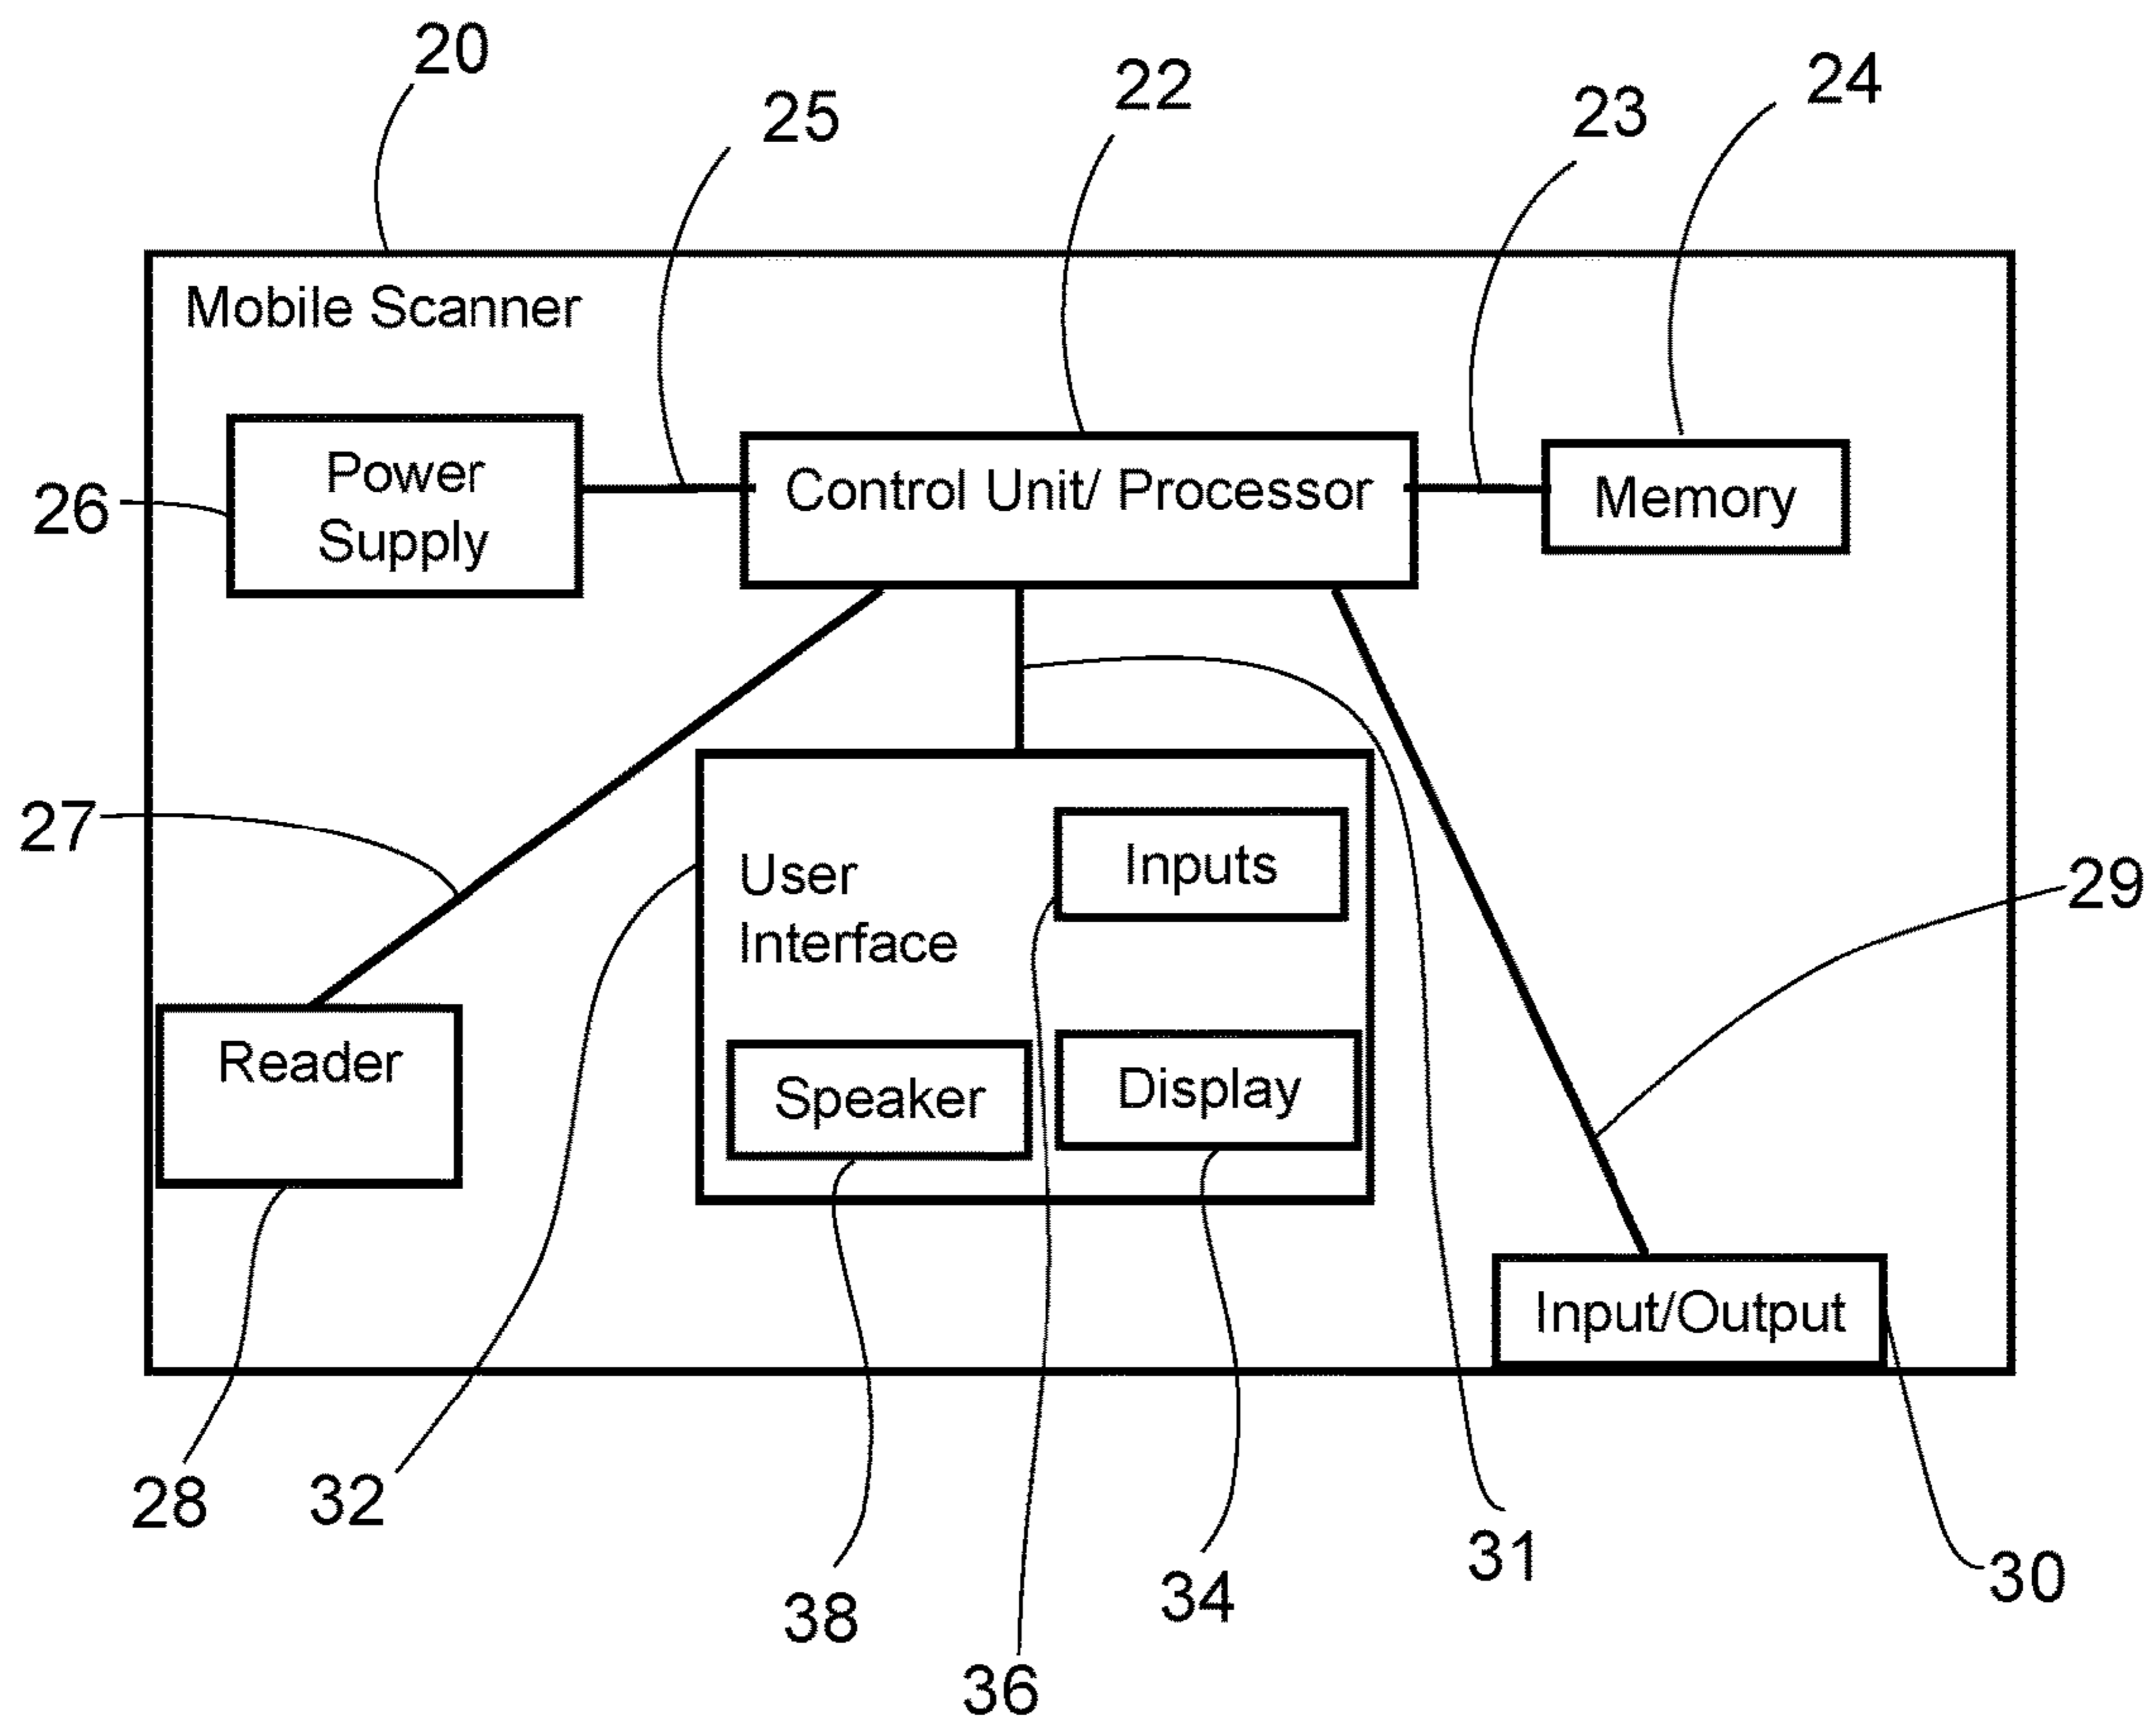 20
25
22
23
24
Mobile Scanner
26
Power
Supply
Control Unit/ Processor
Memory
27
User
Interface
Inputs
29
Reader
Speaker
Display
Input/Output
28
32
38
36
34
31
30